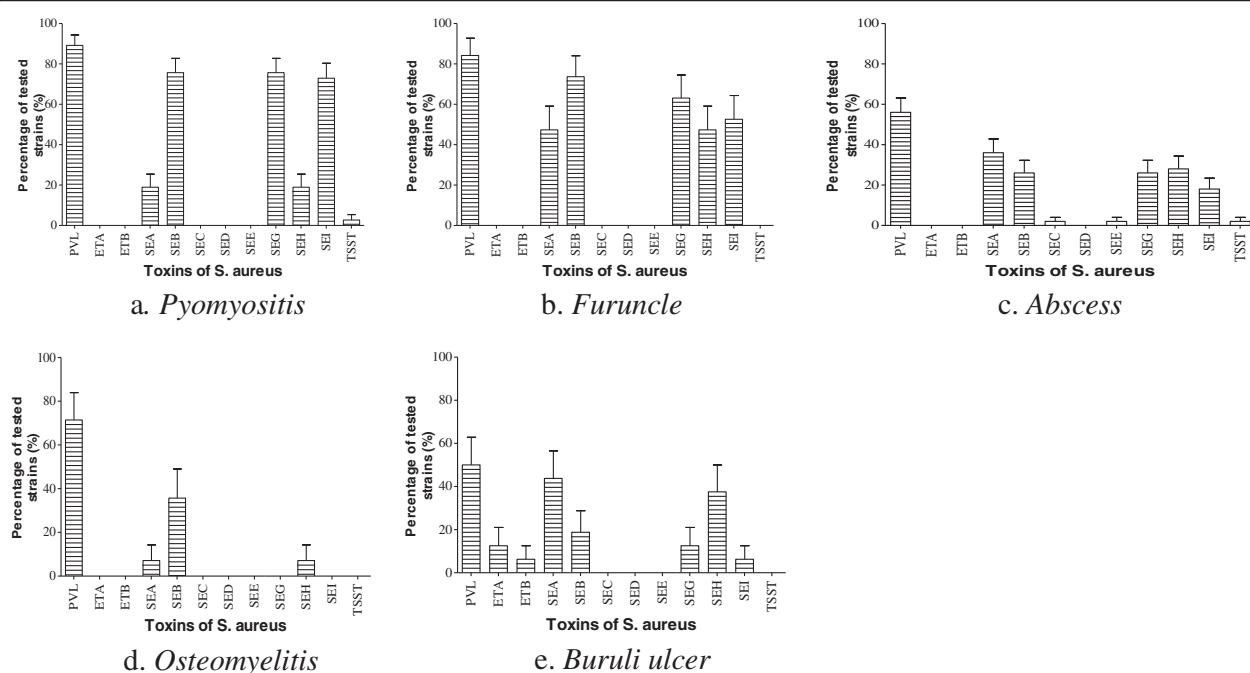 100
80
60
40
20
0
Percentage of tested
strains (%)
PVL
ETA
ETB
SEA
SEB
SEC
SED
SEE
SEG
SEH
SEI
TSST
Toxins of S. aureus
a. Pyomyositis
100
80
60
40
20
0
Percentage of tested
strains (%)
PVL
ETA
ETB
SEA
SEB
SEC
SED
SEE
SEG
SEH
SEI
TSST
Toxins of S. aureus
b. Furuncle
100
80
60
40
20
0
Percentage of tested
strains (%)
PVL
ETA
ETB
SEA
SEB
SEC
SED
SEE
SEG
SEH
SEI
TSST
Toxins of S. aureus
c. Abscess
100
80
60
40
20
0
Percentage of tested
strains (%)
PVL
ETA
ETB
SEA
SEB
SEC
SED
SEE
SEG
SEH
SEI
TSST
Toxins of S. aureus
d. Osteomyelitis
100
80
60
40
20
0
Percentage of tested
strains (%)
PVL
ETA
ETB
SEA
SEB
SEC
SED
SEE
SEG
SEH
SEI
TSST
Toxins of S. aureus
e. Buruli ulcer